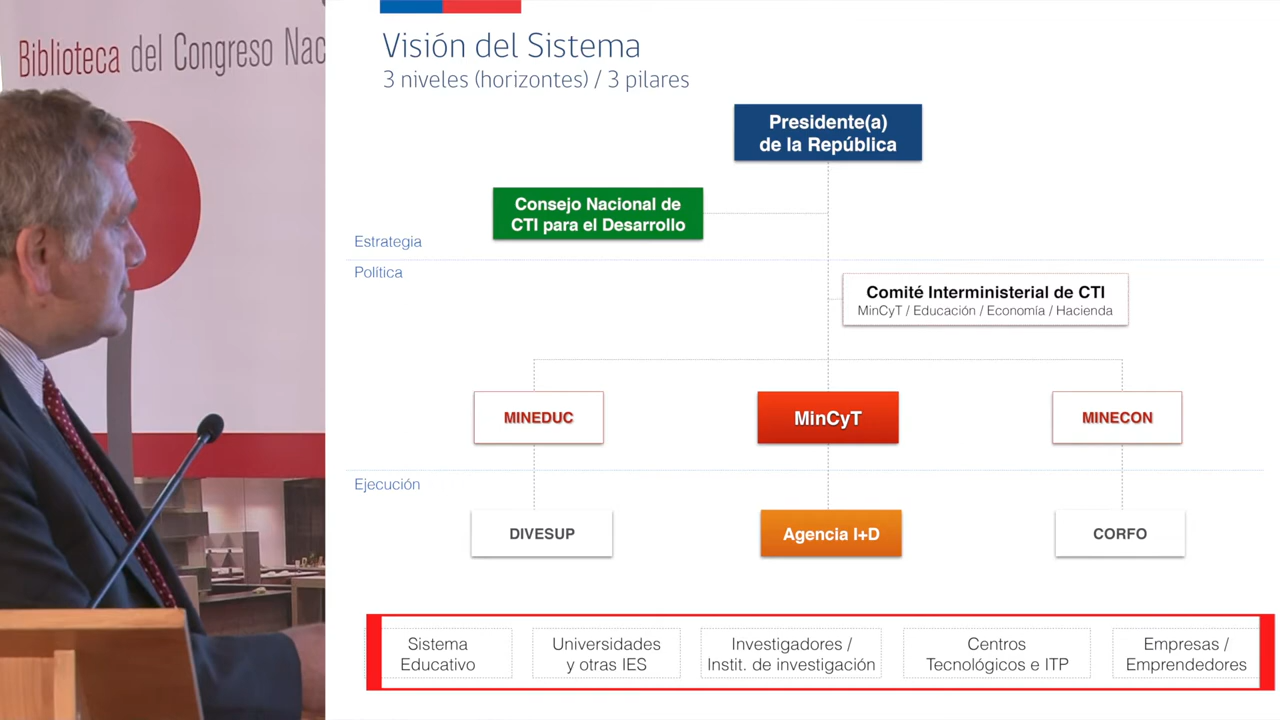 Biblioteca del Congreso Nac
Visión del Sistema
3 niveles (horizontes) / 3 pilares
Presidente(a)
de la República
Consejo Nacional de
CTI para el Desarrollo
Estrategia
Política
Comité Interministerial de CTI
MinCyT / Educación / Economía / Hacienda
MINEDUC
MinCyT
MINECON
Ejecución
DIVESUP
Agencia I+D
CORFO
Sistema
Educativo
Universidades
y otras IES
Investigadores /
Instit. de investigación
Centros
Tecnológicos e ITP
Empresas /
Emprendedores